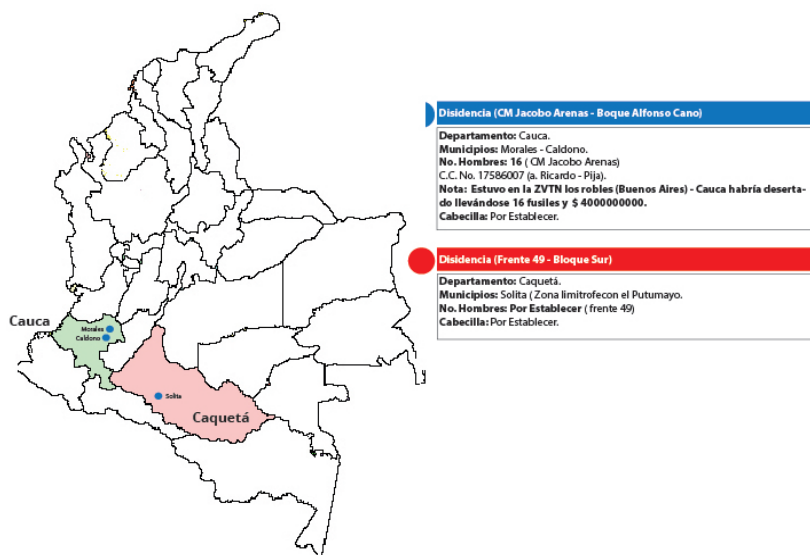 Disidencia (CM Jacobo Arenas - Boque Alfonso Cano)
Departamento: Cauca.
Municipios: Morales - Caldono.
No. Hombres: 16 ( CM Jacobo Arenas)
C.C. No. 17586007 (a. Ricardo - Pija).
Nota: Estuvo en la ZVTN los robles (Buenos Aires) - Cauca habría deserta-
do llevándose 16 fusiles y $ 4000000000.
Cabecilla: Por Establecer.
Disidencia (Frente 49 - Bloque Sur)
Departamento: Caquetá.
Municipios: Solita ( Zona limitrofecon el Putumayo.
No. Hombres: Por Establecer ( frente 49)
Cabecilla: Por Establecer.
Cauca
Morales
Caldono
Solita
Caquetá